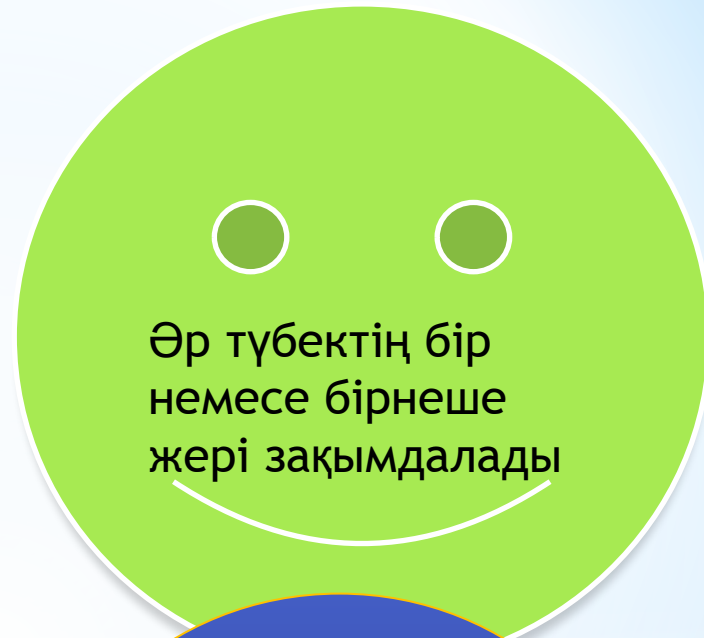 Әр түбектің бір
немесе бірнеше
жері зақымдалады